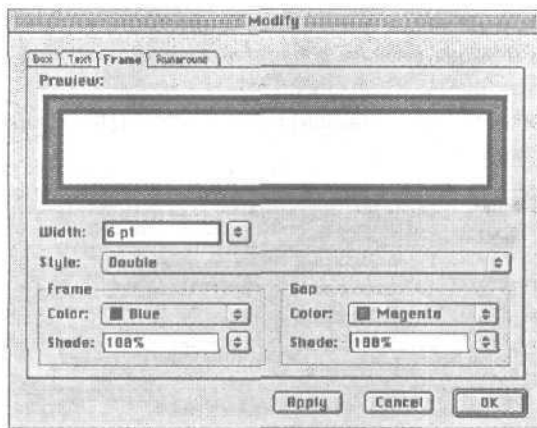 Modify
Box Text Frame Runaround
Preview:
Width: 6 pt
Style: Double
Frame
Color: Blue
Shade: 100%
Gap
Color: Magenta
Shade: 100%
Apply Cancel OK